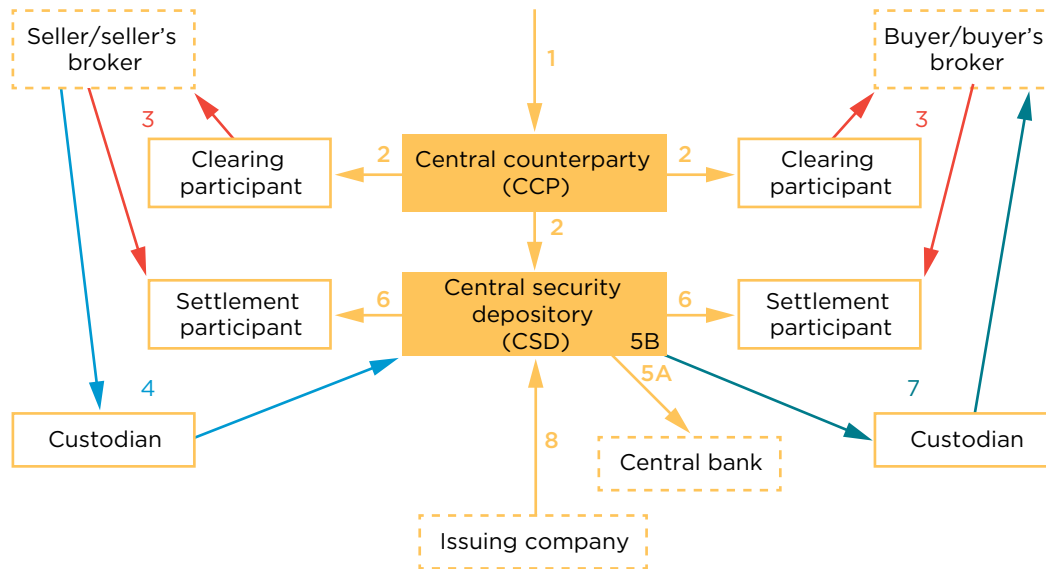 Seller/seller's
broker
1
Buyer/buyer's
broker
3
Clearing
participant
2
Central counterparty
(CCP)
2
Clearing
participant
3
2
Settlement
participant
6
Central security
depository
(CSD)
5B
6
Settlement
participant
5A
4
7
Custodian
8
Central bank
Custodian
Issuing company